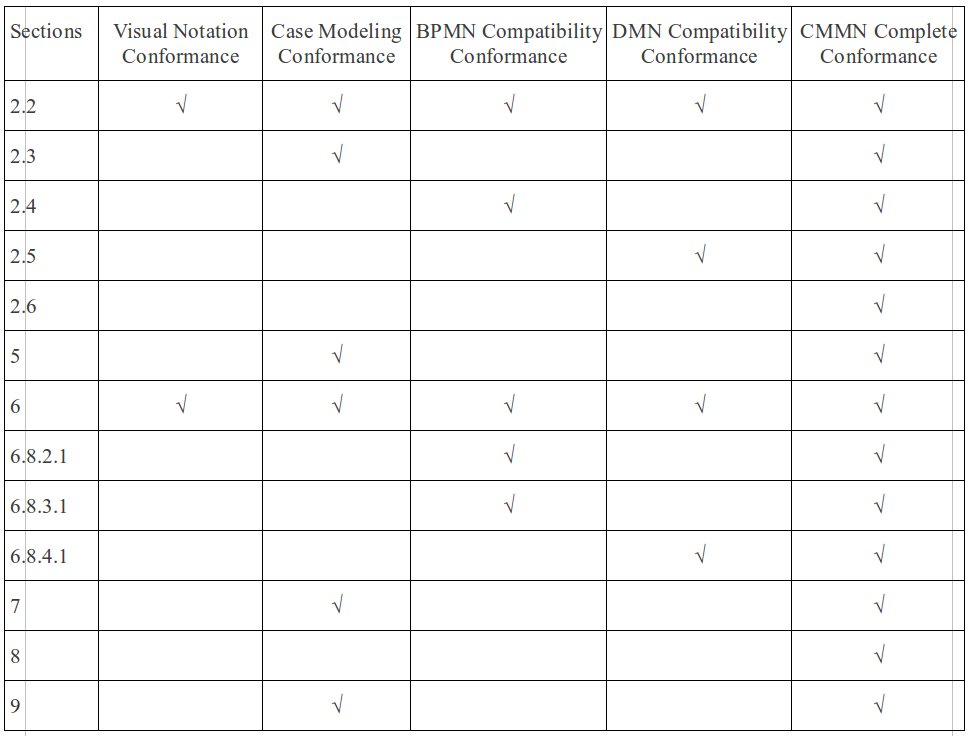 Sections Visual Notation Conformance Case Modeling Conformance BPMN Compatibility Conformance DMN Compatibility Conformance CMMN Complete Conformance
2.2 √ √ √ √ √
2.3 √ √
2.4 √ √
2.5 √ √
2.6 √
5 √ √
6 √ √ √ √ √
6.8.2.1 √ √
6.8.3.1 √ √
6.8.4.1 √ √
7 √ √
8 √
9 √ √